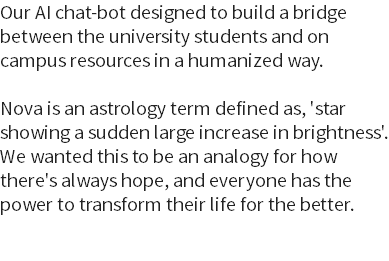 Our AI chat-bot designed to build a bridge
between the university students and on
campus resources in a humanized way.
Nova is an astrology term defined as, 'star
showing a sudden large increase in brightness'.
We wanted this to be an analogy for how
there's always hope, and everyone has the
power to transform their life for the better.